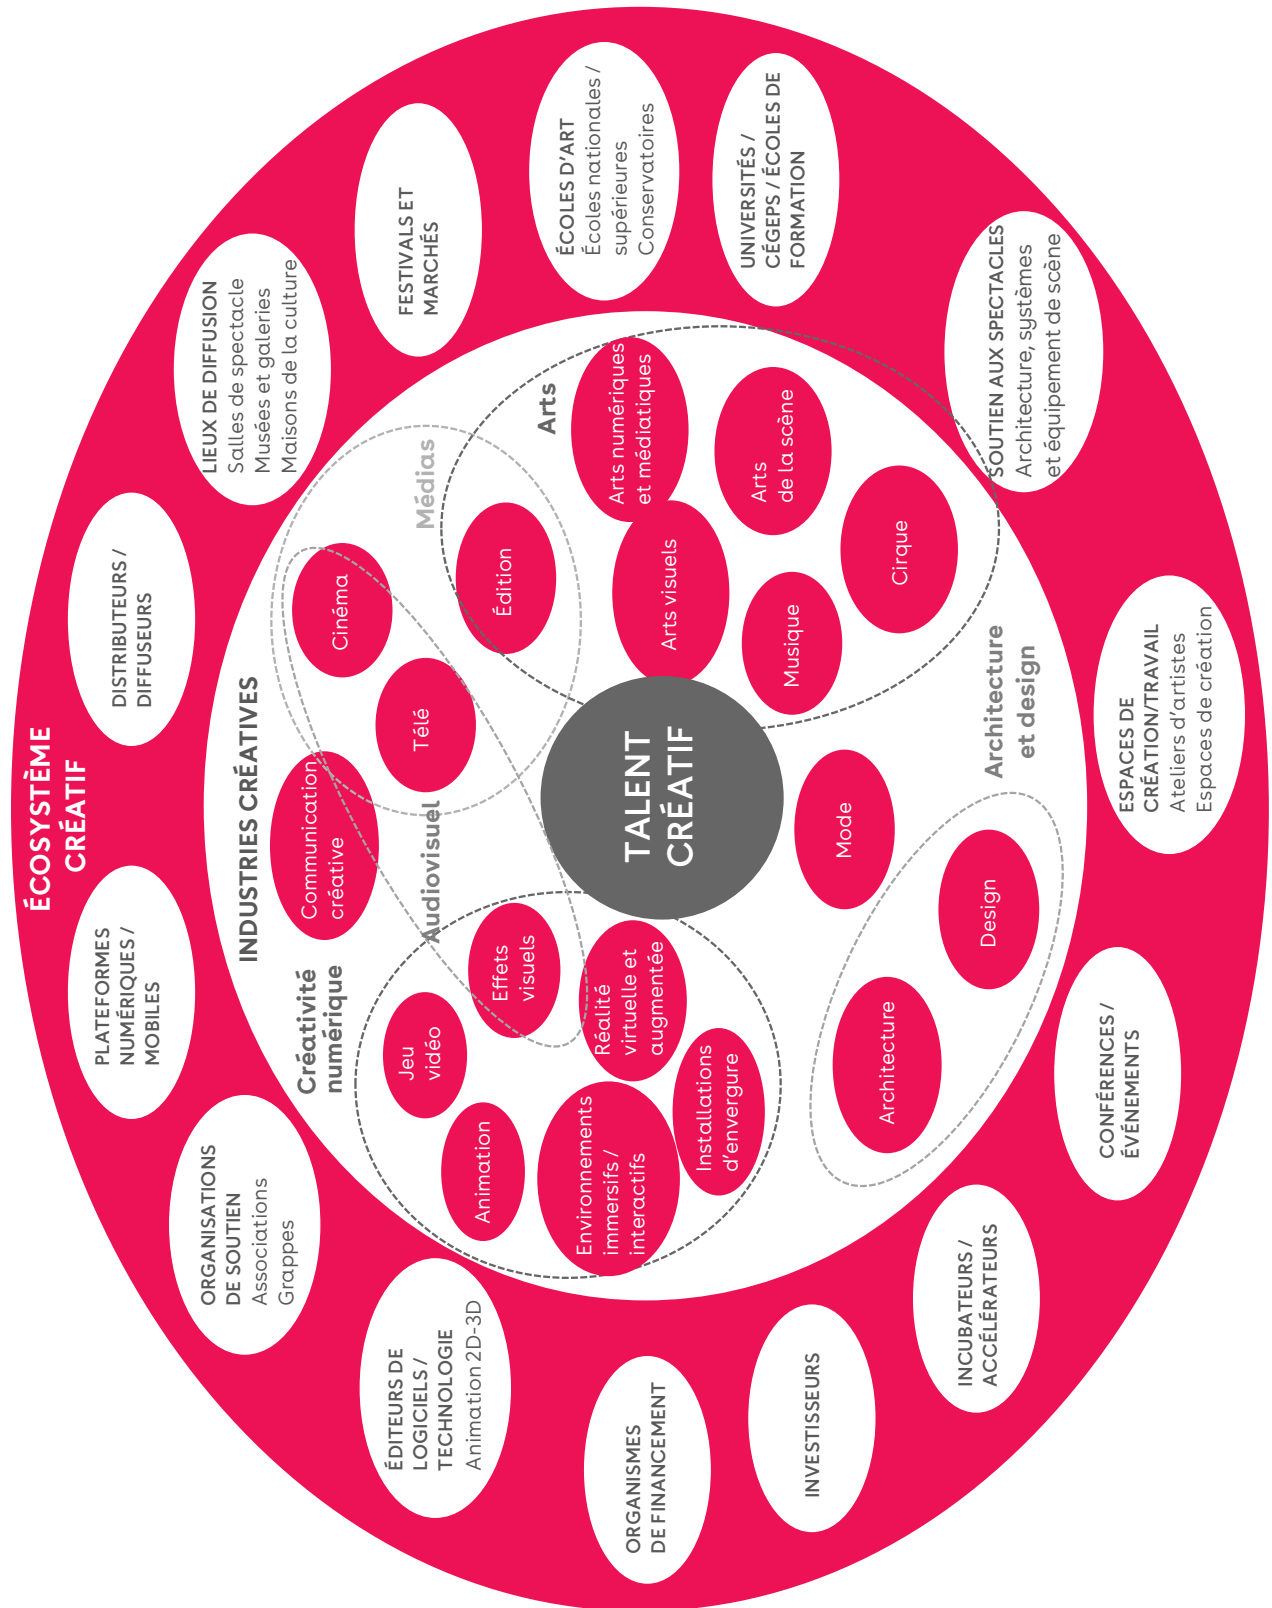 ÉCOSYSTÈME
CRÉATIF
PLATEFORMES
NUMÉRIQUES /
MOBILES
DISTRIBUTEURS /
DIFFUSEURS
ORGANISATIONS
DE SOUTIEN
Associations
Grappes
LIEUX DE DIFFUSION
Salles de spectacle
Musées et galeries
Maisons de la culture
ÉDITEURS DE
LOGICIELS /
TECHNOLOGIE
Animation 2D-3D
FESTIVALS ET
MARCHÉS
ORGANISMES
DE FINANCEMENT
ÉCOLES D'ART
Écoles nationales /
supérieures
Conservatoires
INVESTISSEURS
UNIVERSITÉS /
CÉGEPS / ÉCOLES DE
FORMATION
INCUBATEURS /
ACCÉLÉRATEURS
SOUTIEN AUX SPECTACLES
Architecture, systèmes
et équipement de scène
CONFÉRENCES /
ÉVÉNEMENTS
ESPACES DE
CRÉATION/TRAVAIL
Ateliers d'artistes
Espaces de création
INDUSTRIES CRÉATIVES
Créativité
numérique
Jeu
vidéo
Animation
Effets
visuels
Environnements
immersifs /
interactifs
Réalité
virtuelle et
augmentée
Installations
d'envergure
Communication
créative
Audiovisuel
Télé
Cinéma
Médias
Édition
Arts
Arts numériques
et médiatiques
Arts visuels
Arts
de la scène
Musique
Cirque
TALENT
CRÉATIF
Mode
Architecture
et design
Architecture
Design